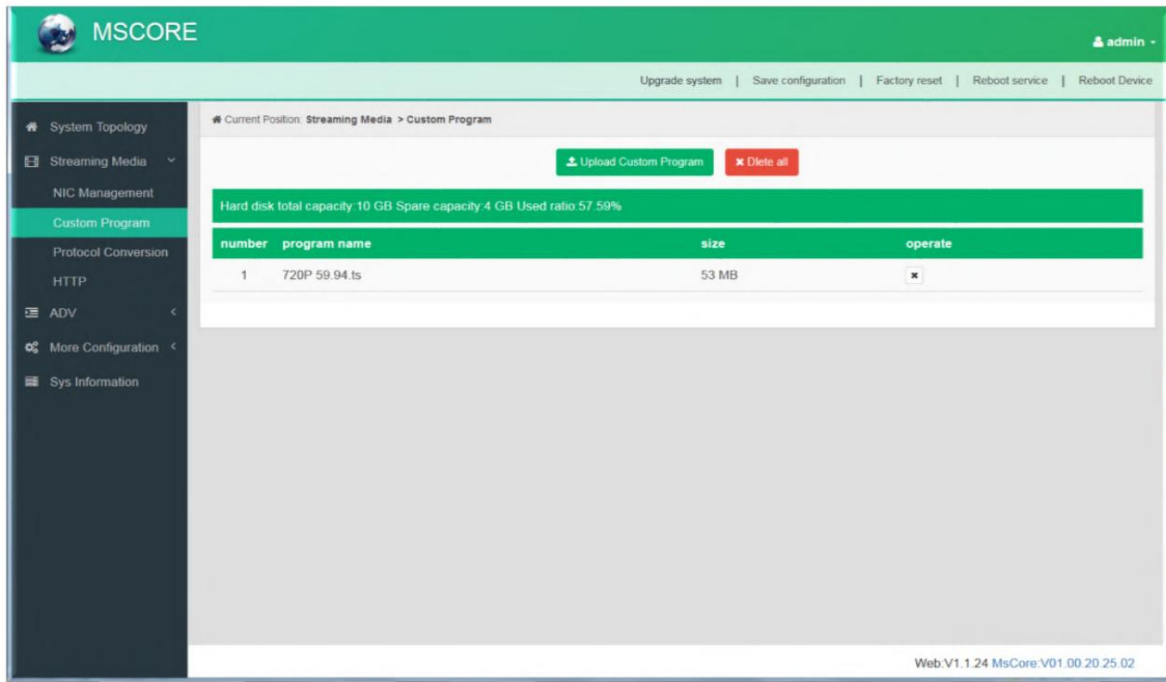 MSCORE
admin
Upgrade system | Save configuration | Factory reset | Reboot service | Reboot Device
System Topology
Streaming Media
NIC Management
Custom Program
Protocol Conversion
HTTP
ADV
More Configuration
Sys Information
Current Position: Streaming Media > Custom Program
Upload Custom Program
Dlete all
Hard disk total capacity:10 GB Spare capacity:4 GB Used ratio:57.59%
number program name size operate
1 720P 59.94.ts 53 MB
Web:V1.1.24 MsCore:V01.00.20.25.02